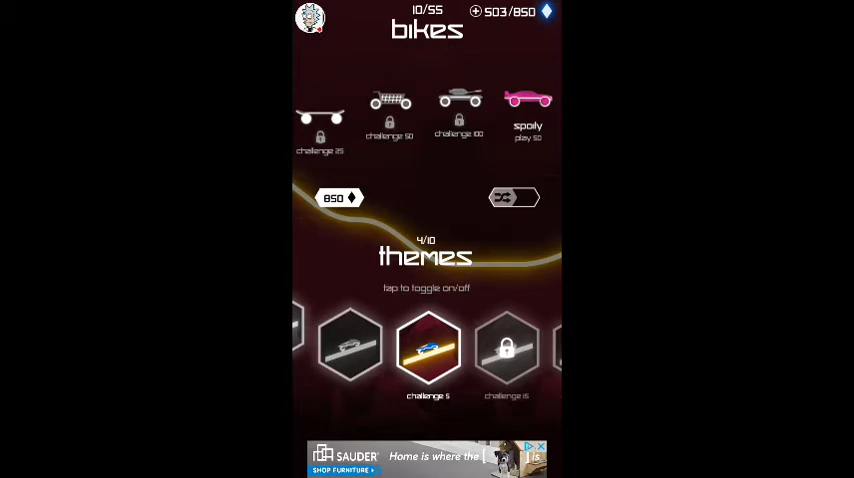 10/55
503/850
bikes
challenge 25
challenge 50
challenge 100
spoily
play 50
850
4/10
themes
tap to toggle on/off
challenge 5
challenge 15
SAUDER
SHOP FURNITURE
Home is where the [ ] is